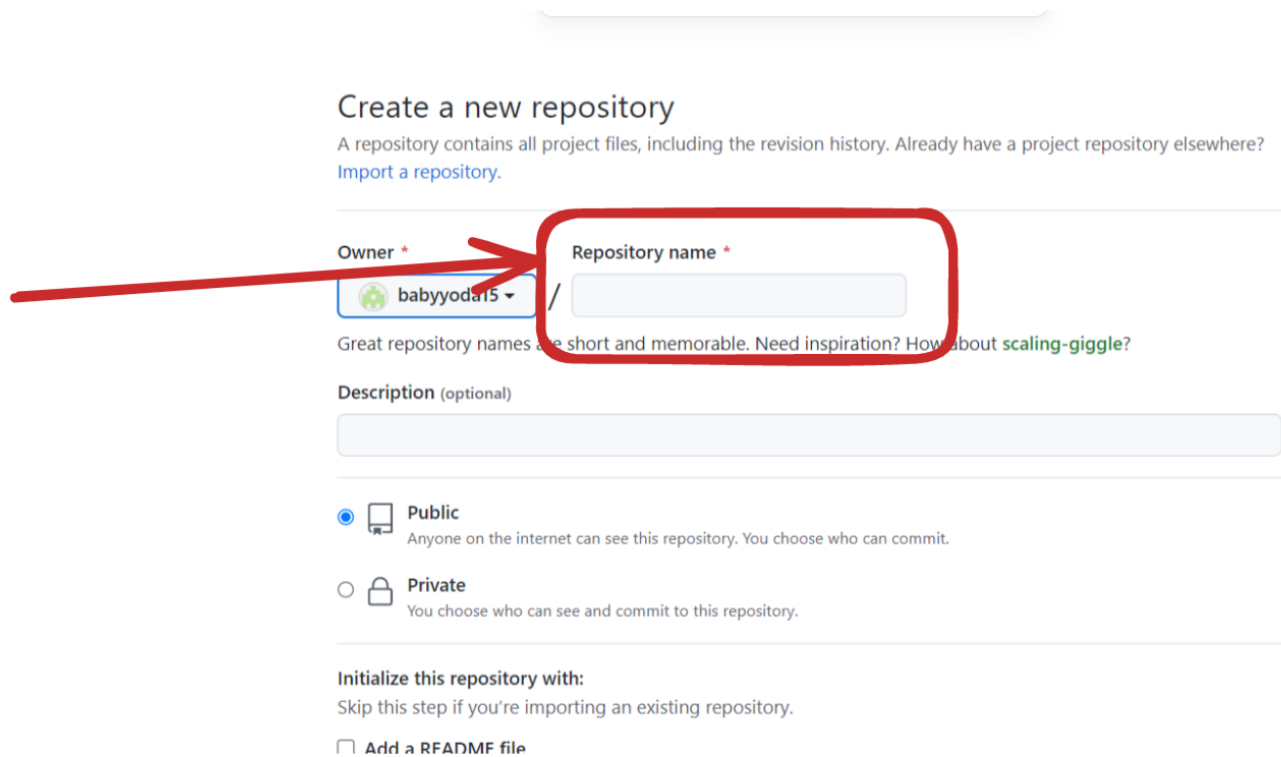 Create a new repository
A repository contains all project files, including the revision history. Already have a project repository elsewhere?
Import a repository.
Owner * Repository name *
babyyoda15 /
Great repository names are short and memorable. Need inspiration? How about scaling-giggle?
Description (optional)
Public
Anyone on the internet can see this repository. You choose who can commit.
Private
You choose who can see and commit to this repository.
Initialize this repository with:
Skip this step if you're importing an existing repository.
Add a README file